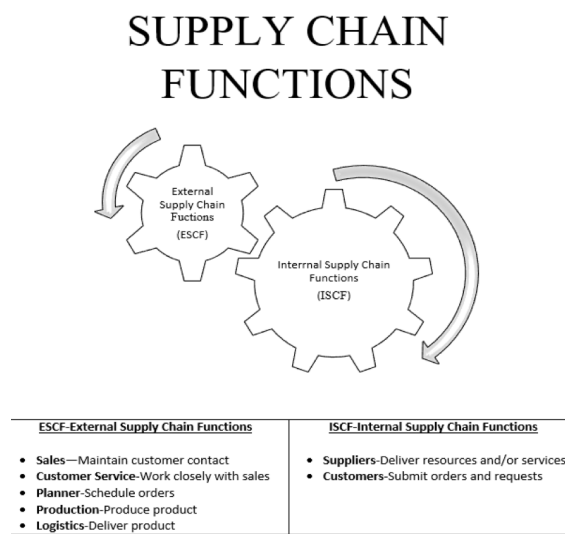 SUPPLY CHAIN
FUNCTIONS
External
Supply Chain
Fuctions
(ESCF)
Interrnal Supply Chain
Functions
(ISCF)
ESCF-External Supply Chain Functions
• Sales—Maintain customer contact
• Customer Service-Work closely with sales
• Planner-Schedule orders
• Production-Produce product
• Logistics-Deliver product
ISCF-Internal Supply Chain Functions
• Suppliers-Deliver resources and/or services
• Customers-Submit orders and requests